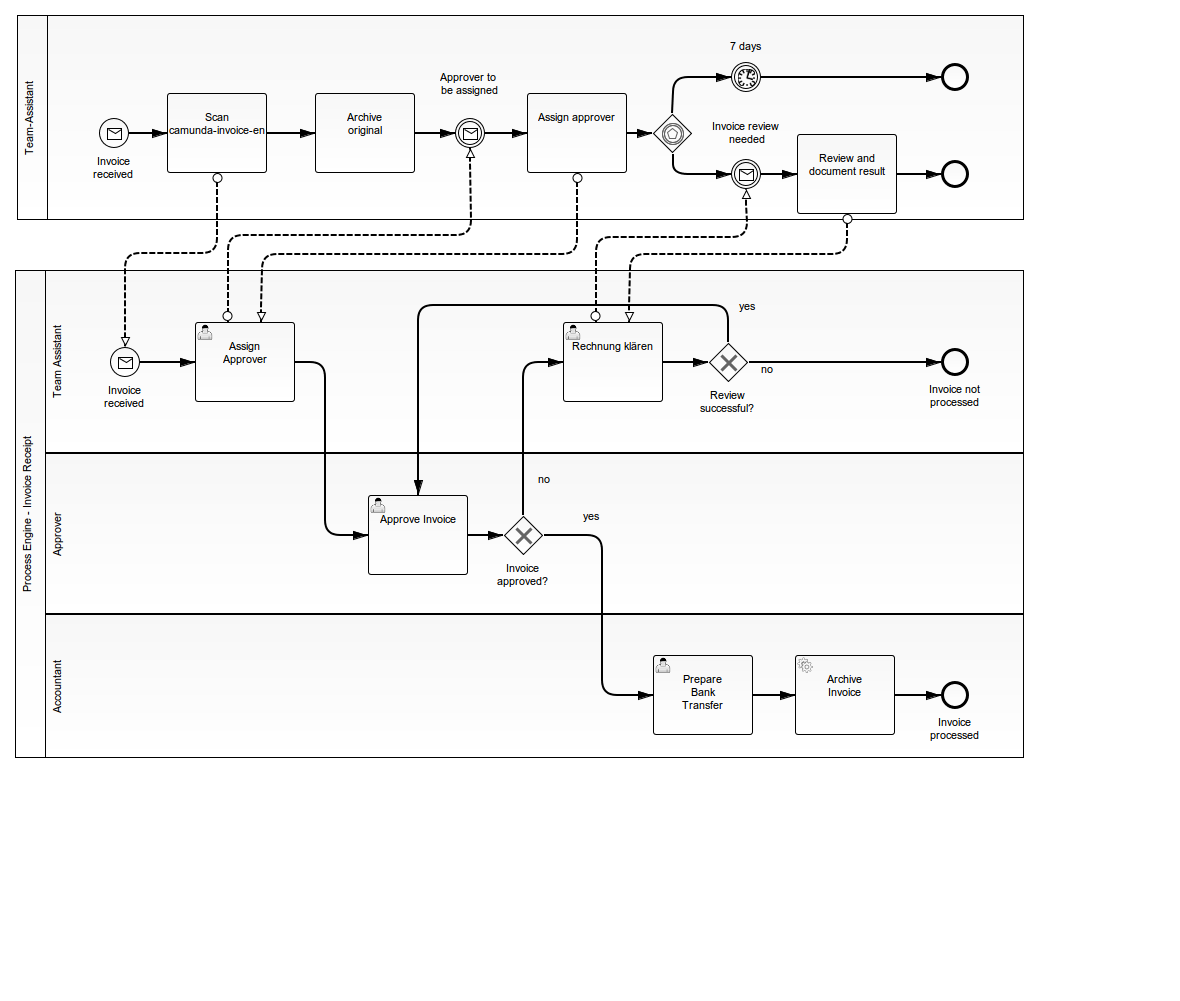 Team-Assistant
7 days
Approver to
be assigned
Scan
camunda-invoice-en
Archive
original
Assign approver
Invoice review
needed
Review and
document result
Invoice
received
Process Engine - Invoice Receipt
Team Assistant
yes
Assign
Approver
Rechnung klären
no
Invoice
received
Review
successful?
Invoice not
processed
Approver
no
Approve Invoice
yes
Invoice
approved?
Accountant
Prepare
Bank
Transfer
Archive
Invoice
Invoice
processed